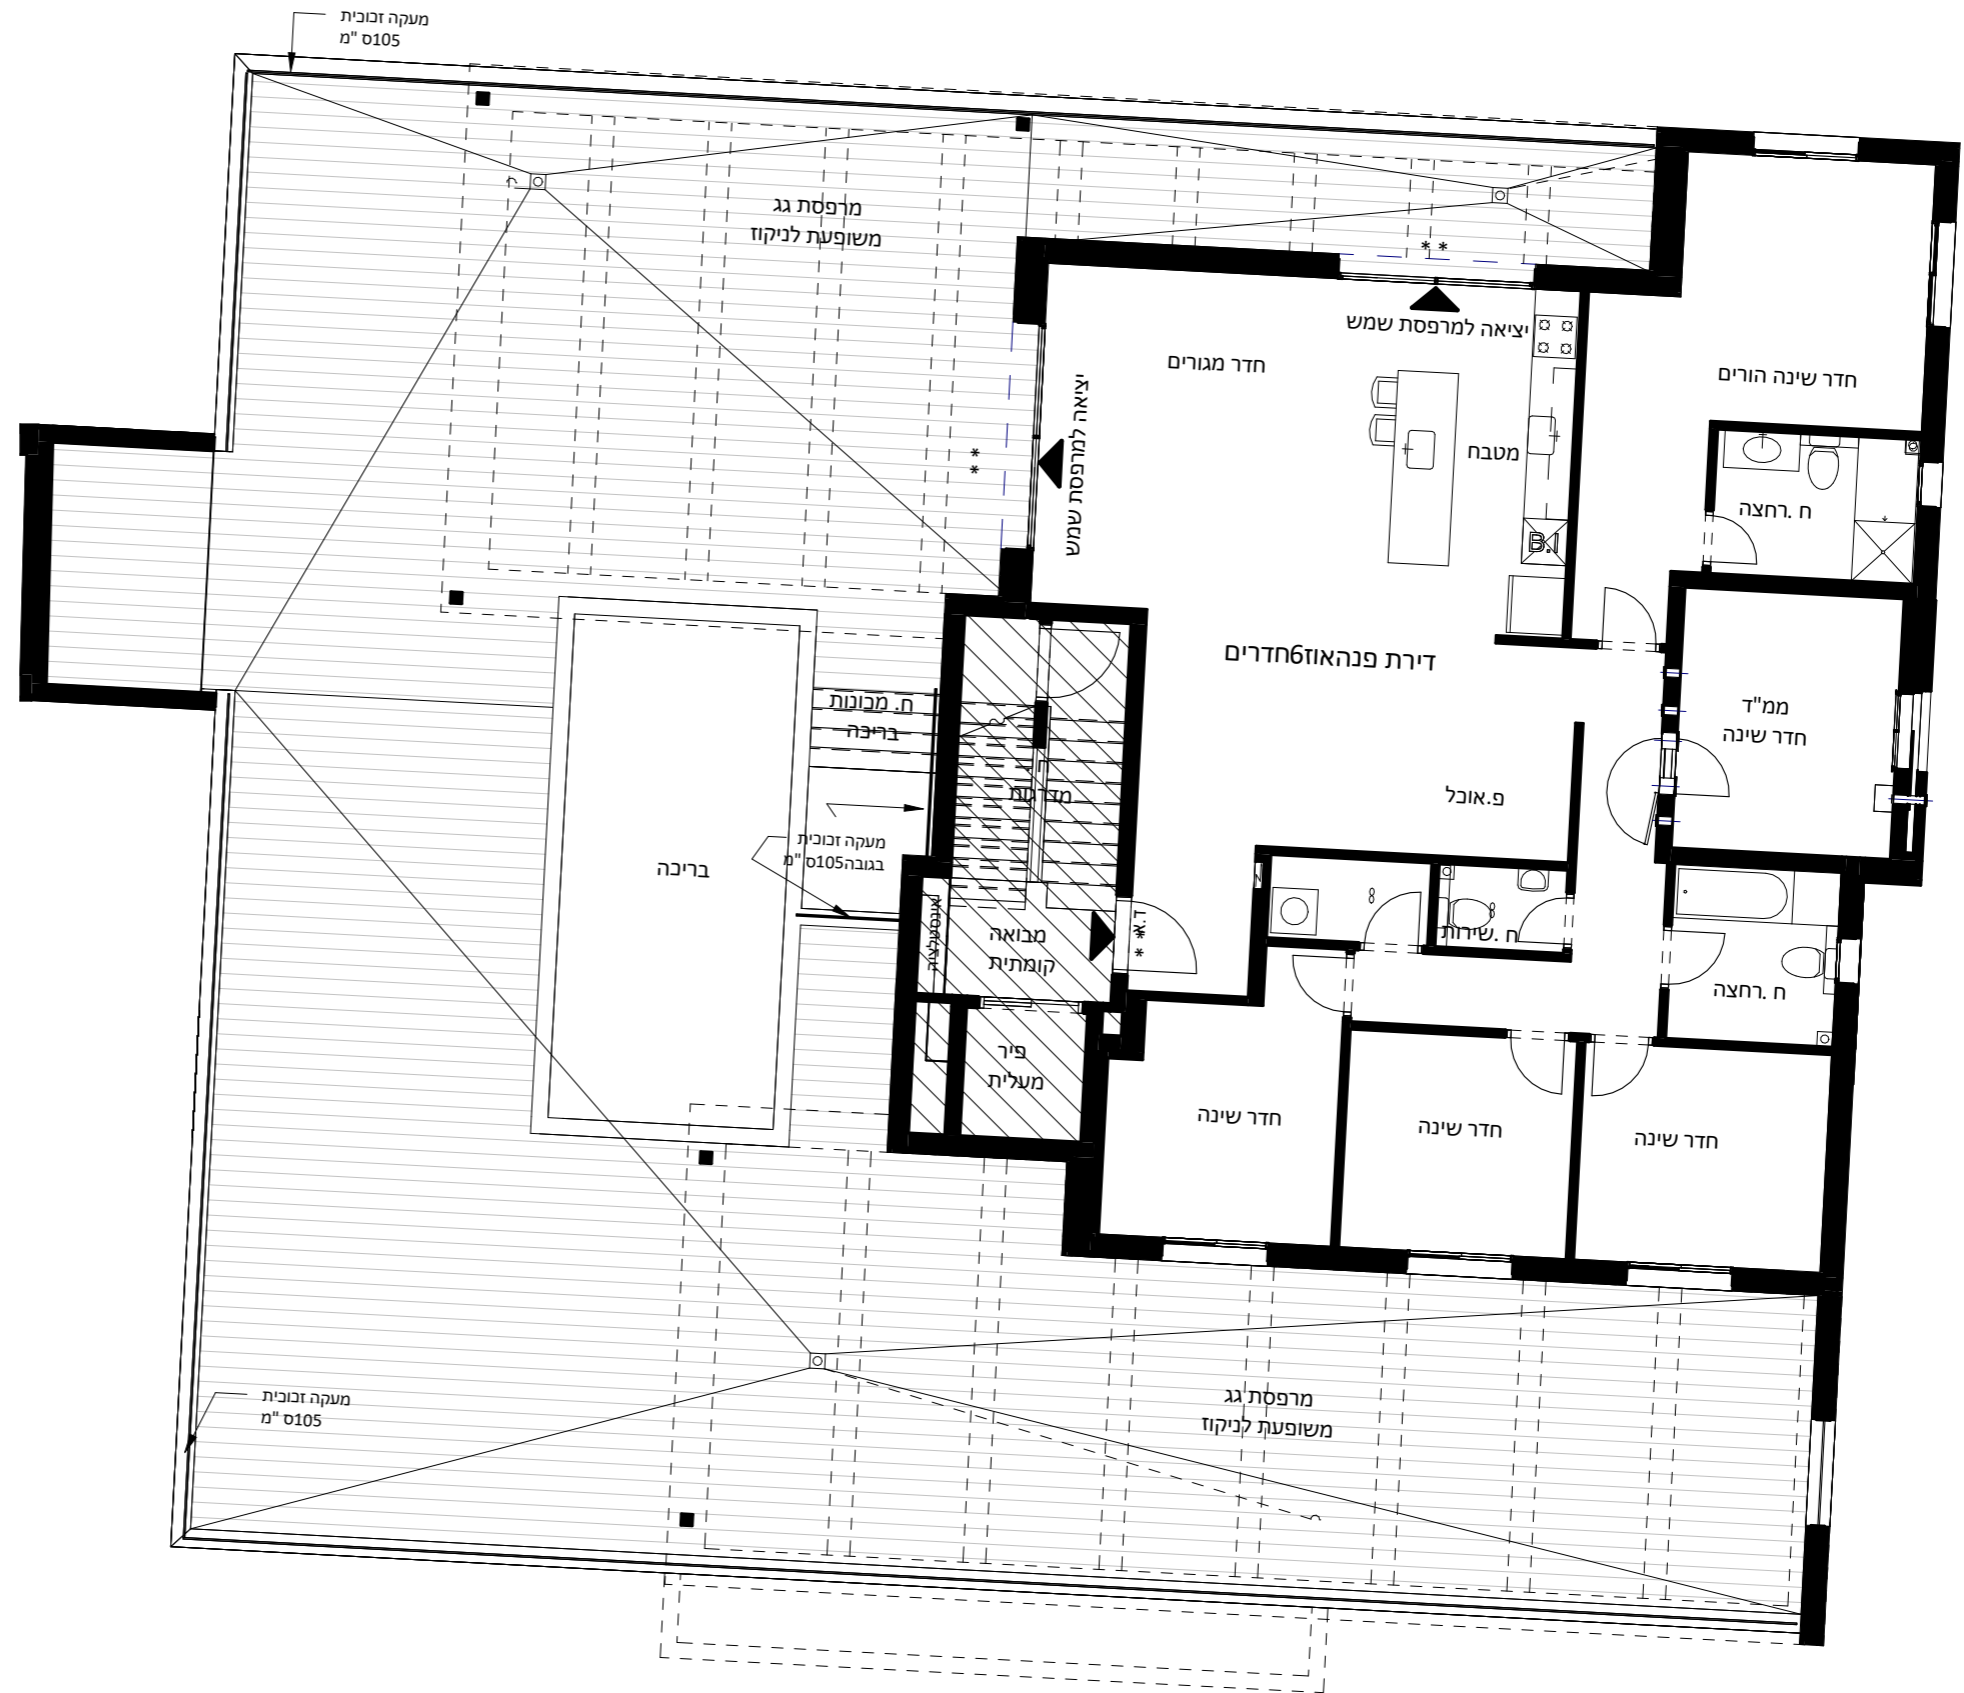 מעקה זכוכית
105ס "מ
מרפסת גג
משופעת לניקוז
* *
יציאה למרפסת שמש
חדר מגורים
חדר שינה הורים
יציאה למרפסת שמש
* *
מטבח
ח .רחצה
B.I
דירת פנהאוז6חדרים
ח. מכונות
בריכה
ממ"ד
חדר שינה
ח.
מדרגות
פ.אוכל
מעקה זכוכית
בגובה105ס "מ
בריכה
אינסטלציה
מבואה
קומתית
ד.א
* *
ח .שירות
ח .רחצה
פיר
מעלית
חדר שינה
חדר שינה
חדר שינה
מעקה זכוכית
105ס "מ
מרפסת גג
משופעת לניקוז